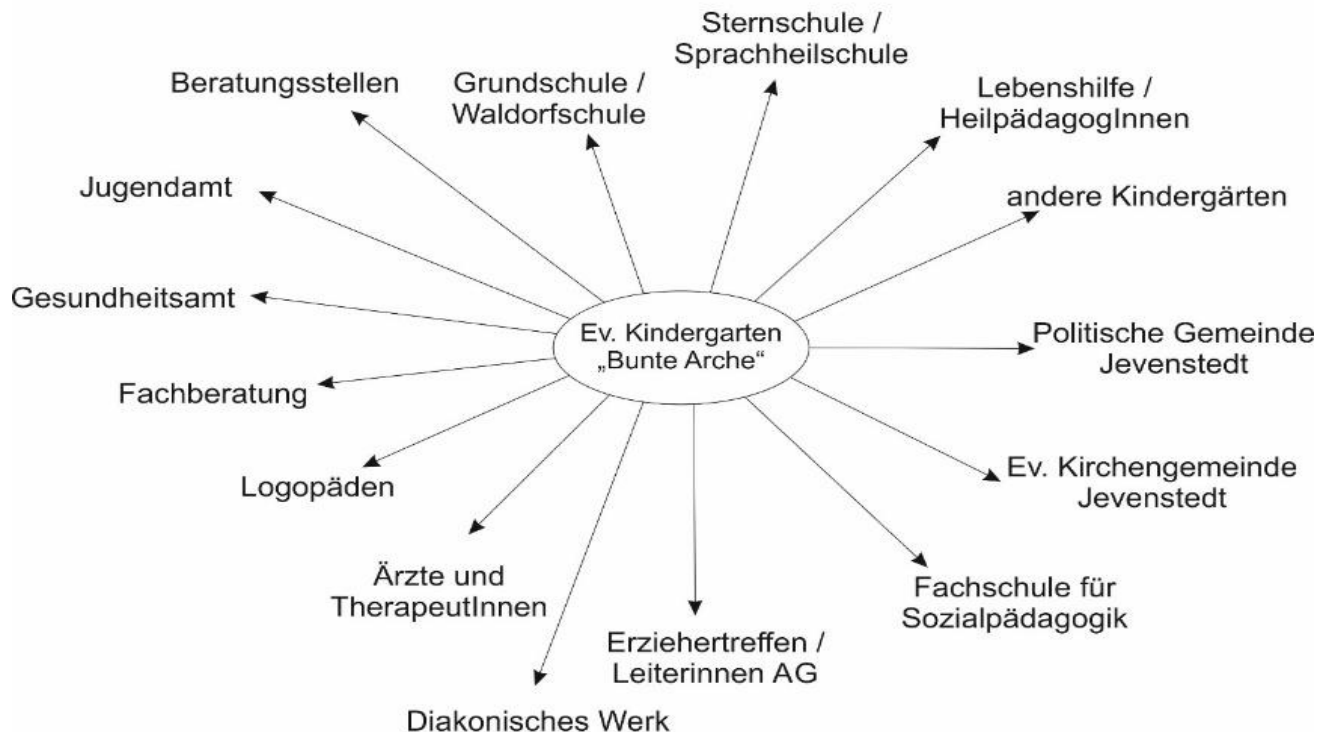 Sternschule /
Sprachheilschule
Beratungsstellen
Grundschule /
Waldorfschule
Lebenshilfe /
HeilpädagogInnen
Jugendamt
andere Kindergärten
Gesundheitsamt
Ev. Kindergarten
„Bunte Arche“
Politische Gemeinde
Jevenstedt
Fachberatung
Logopäden
Ev. Kirchengemeinde
Jevenstedt
Ärzte und
TherapeutInnen
Fachschule für
Sozialpädagogik
Erziehertreffen /
Leiterinnen AG
Diakonisches Werk